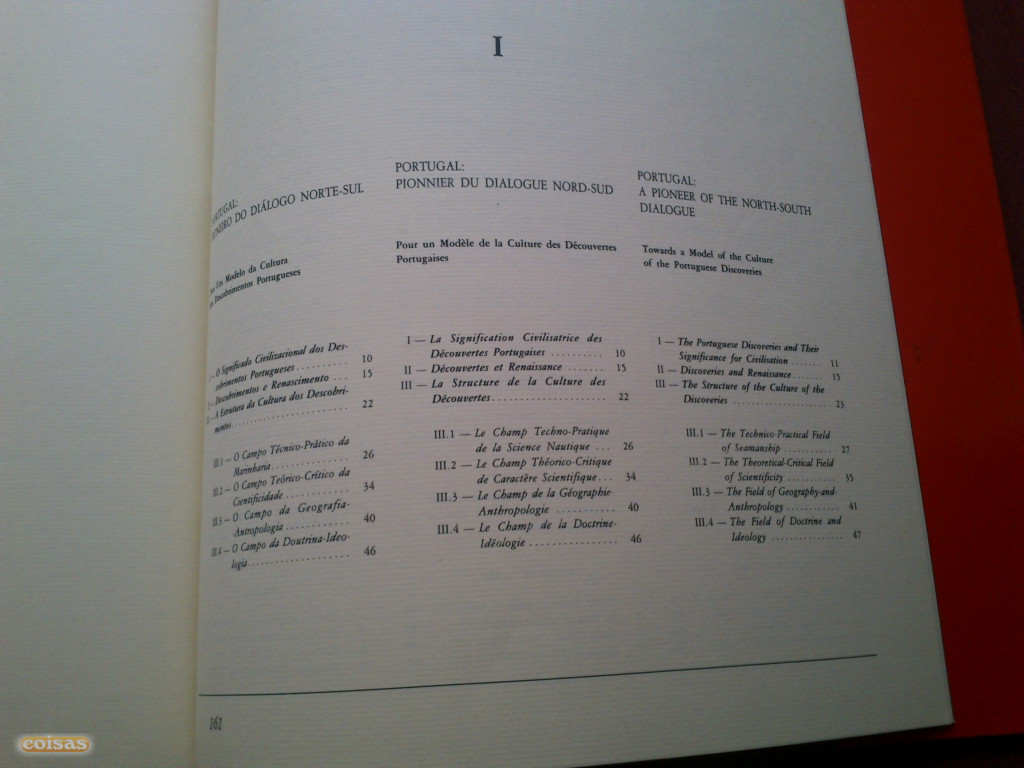 I
DIÁLOGO NORTE-SUL
Um Modelo da Cultura
Descobrimentos Portugueses
O Significado Civilizacional dos Des-
cobrimentos Portugueses ........ 10
Descobrimentos e Renascimento ... 15
A Estrutura da Cultura dos Descobri-
mentos .................... 22
III.1 — O Campo Técnico-Prático da
Marinharia ............ 26
III.2 — O Campo Teórico-Crítico da
Cientificidade .......... 34
III.3 — O Campo da Geografia-
Antropologia .......... 40
III.4 — O Campo da Doutrina-Ideo-
logia ................ 46
PORTUGAL:
PIONNIER DU DIALOGUE NORD-SUD
Pour un Modèle de la Culture des Découvertes
Portugaises
I — La Signification Civilisatrice des
Découvertes Portugaises .......... 10
II — Découvertes et Renaissance ....... 15
III — La Structure de la Culture des
Découvertes .................... 22
III.1 — Le Champ Techno-Pratique
de la Science Nautique ... 26
III.2 — Le Champ Théorico-Critique
de Caractère Scientifique ... 34
III.3 — Le Champ de la Géographie-
Anthropologie .......... 40
III.4 — Le Champ de la Doctrine-
Idéologie ................ 46
PORTUGAL:
A PIONEER OF THE NORTH-SOUTH
DIALOGUE
Towards a Model of the Culture
of the Portuguese Discoveries
I — The Portuguese Discoveries and Their
Significance for Civilisation ....... 11
II — Discoveries and Renaissance ....... 15
III — The Structure of the Culture of the
Discoveries .................... 23
III.1 — The Technico-Practical Field
of Seamanship ............ 27
III.2 — The Theoretical-Critical Field
of Scientificity ............ 35
III.3 — The Field of Geography-and-
Anthropology ............ 41
III.4 — The Field of Doctrine and
Ideology ................ 47
161
coisas